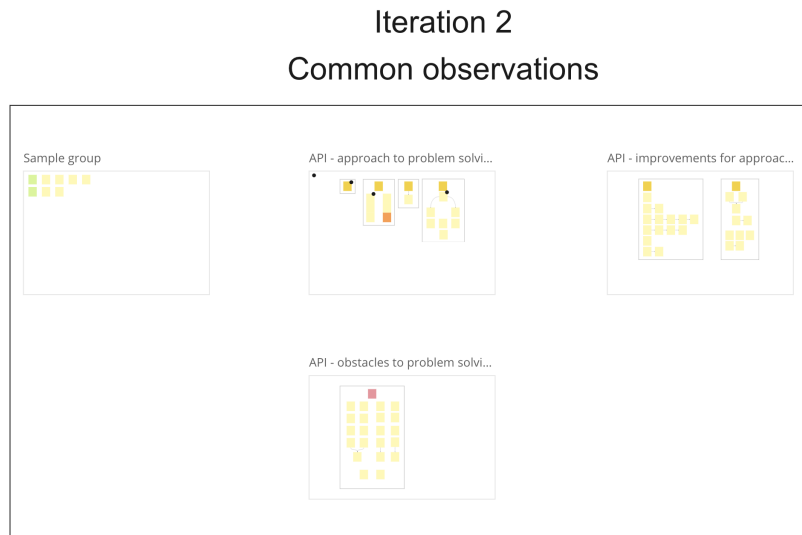 Iteration 2
Common observations
Sample group
API - approach to problem solvi...
API - improvements for approac...
API - obstacles to problem solvi...